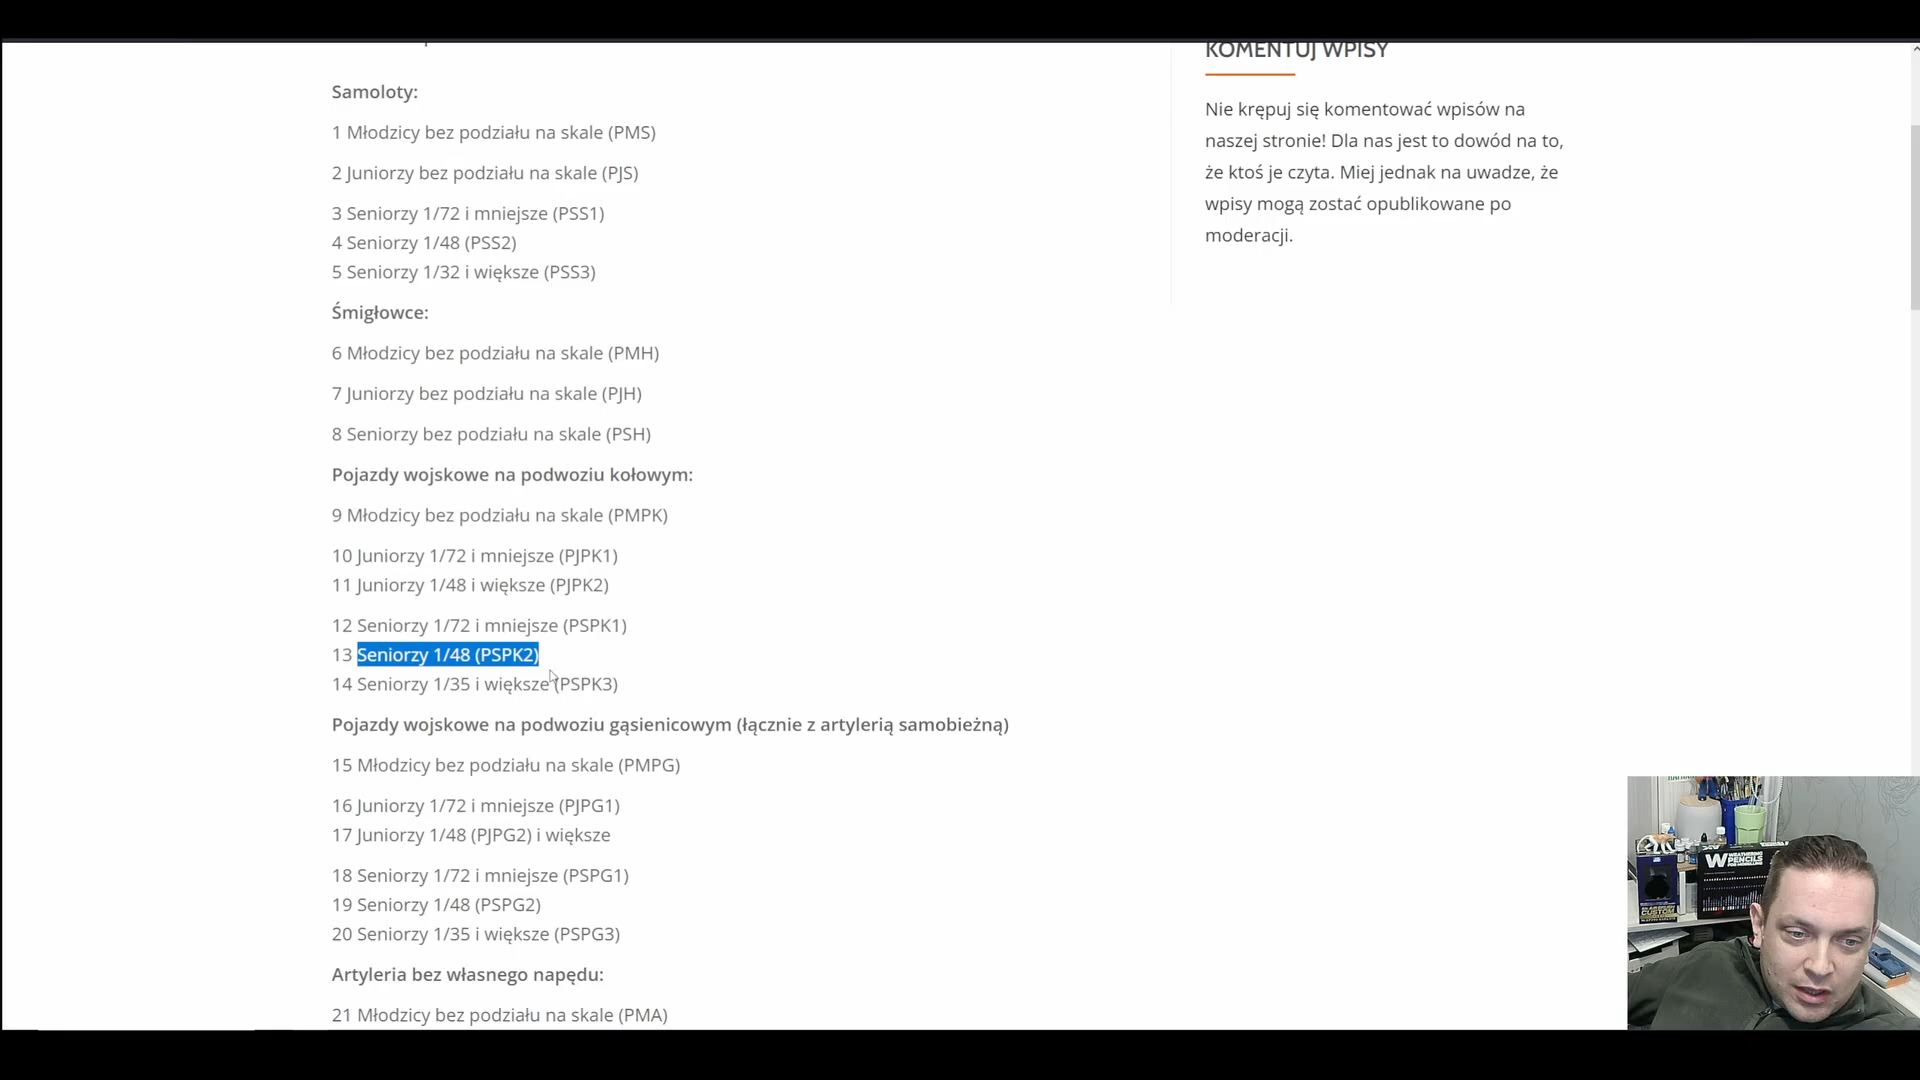 Samoloty:
1 Młodzicy bez podziału na skale (PMS)
2 Juniorzy bez podziału na skale (PJS)
3 Seniorzy 1/72 i mniejsze (PSS1)
4 Seniorzy 1/48 (PSS2)
5 Seniorzy 1/32 i większe (PSS3)
Śmigłowce:
6 Młodzicy bez podziału na skale (PMH)
7 Juniorzy bez podziału na skale (PJH)
8 Seniorzy bez podziału na skale (PSH)
Pojazdy wojskowe na podwoziu kołowym:
9 Młodzicy bez podziału na skale (PMPK)
10 Juniorzy 1/72 i mniejsze (PJPK1)
11 Juniorzy 1/48 i większe (PJPK2)
12 Seniorzy 1/72 i mniejsze (PSPK1)
13 Seniorzy 1/48 (PSPK2)
14 Seniorzy 1/35 i większe (PSPK3)
Pojazdy wojskowe na podwoziu gąsienicowym (łącznie z artylerią samobieżną)
15 Młodzicy bez podziału na skale (PMPG)
16 Juniorzy 1/72 i mniejsze (PJPG1)
17 Juniorzy 1/48 (PJPG2) i większe
18 Seniorzy 1/72 i mniejsze (PSPG1)
19 Seniorzy 1/48 (PSPG2)
20 Seniorzy 1/35 i większe (PSPG3)
Artyleria bez własnego napędu:
21 Młodzicy bez podziału na skale (PMA)
KOMENTUJ WPISY
Nie krępuj się komentować wpisów na
naszej stronie! Dla nas jest to dowód na to,
że ktoś je czyta. Miej jednak na uwadze, że
wpisy mogą zostać opublikowane po
moderacji.
WEATHERING
PENCILS
CUSTOM